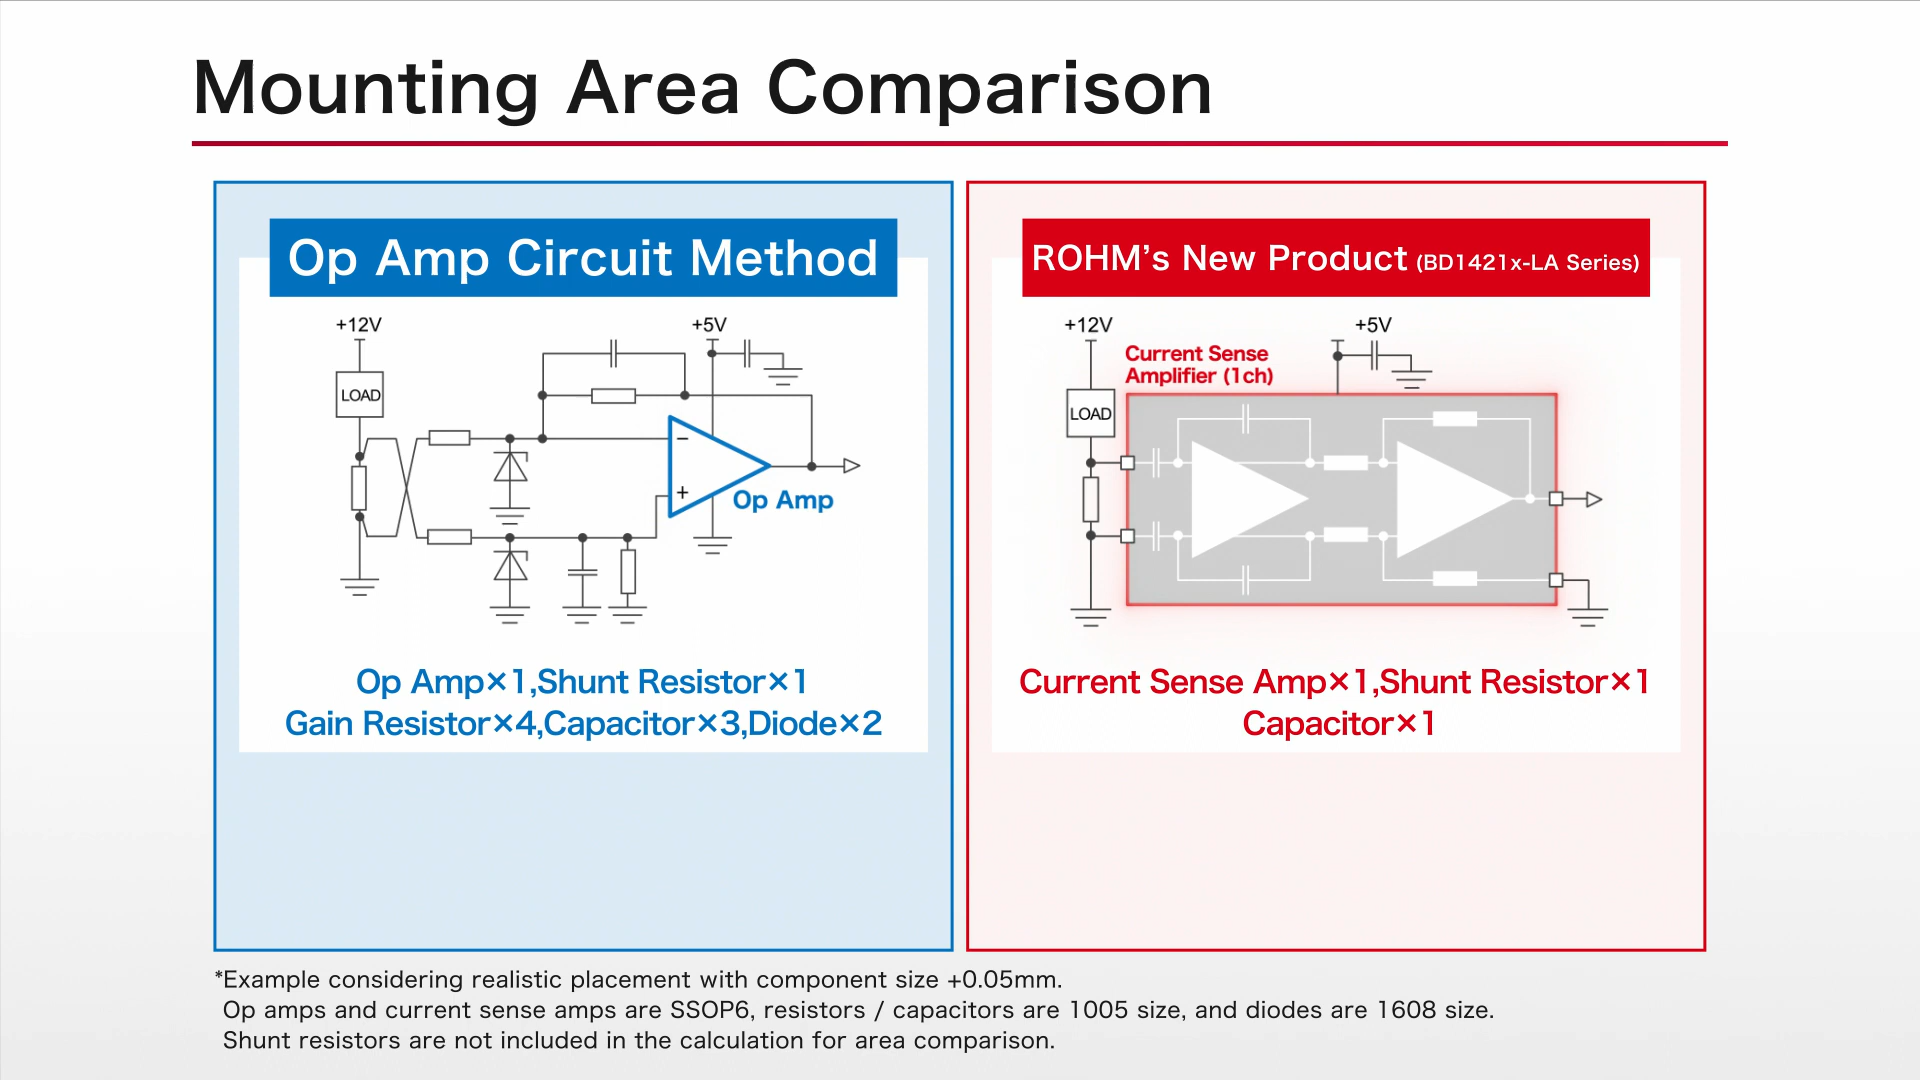 Mounting Area Comparison
Op Amp Circuit Method
+12V
+5V
LOAD
−
+
Op Amp
Op Amp×1,Shunt Resistor×1
Gain Resistor×4,Capacitor×3,Diode×2
ROHM's New Product (BD1421x-LA Series)
+12V
+5V
Current Sense
Amplifier (1ch)
LOAD
Current Sense Amp×1,Shunt Resistor×1
Capacitor×1
*Example considering realistic placement with component size +0.05mm.
Op amps and current sense amps are SSOP6, resistors / capacitors are 1005 size, and diodes are 1608 size.
Shunt resistors are not included in the calculation for area comparison.